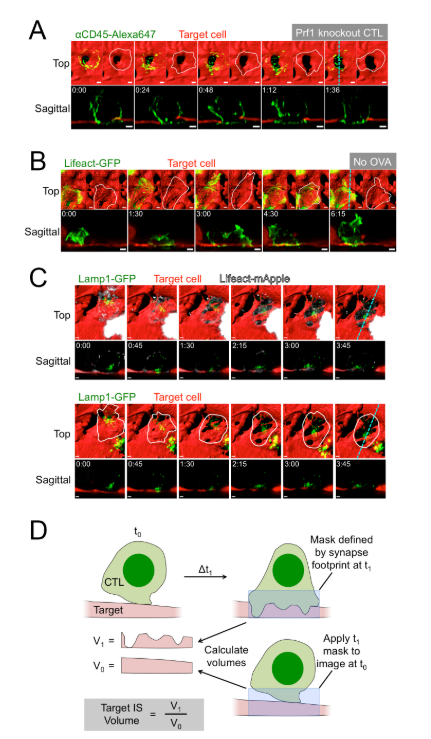 A
αCD45-Alexa647 Target cell Prf1 knockout CTL
Top
0:00 0:24 0:48 1:12 1:36
Sagittal
B
Lifeact-GFP Target cell No OVA
Top
0:00 1:30 3:00 4:30 6:15
Sagittal
C
Lamp1-GFP Target cell Lifeact-mApple
Top
0:00 0:45 1:30 2:15 3:00 3:45
Sagittal
Lamp1-GFP Target cell
Top
0:00 0:45 1:30 2:15 3:00 3:45
Sagittal
D
t0
CTL
Target
Δt1
Mask defined
by synapse
footprint at t1
V1 =
V0 =
Calculate
volumes
Apply t1
mask to
image at t0
Target IS
Volume
=
V1
V0